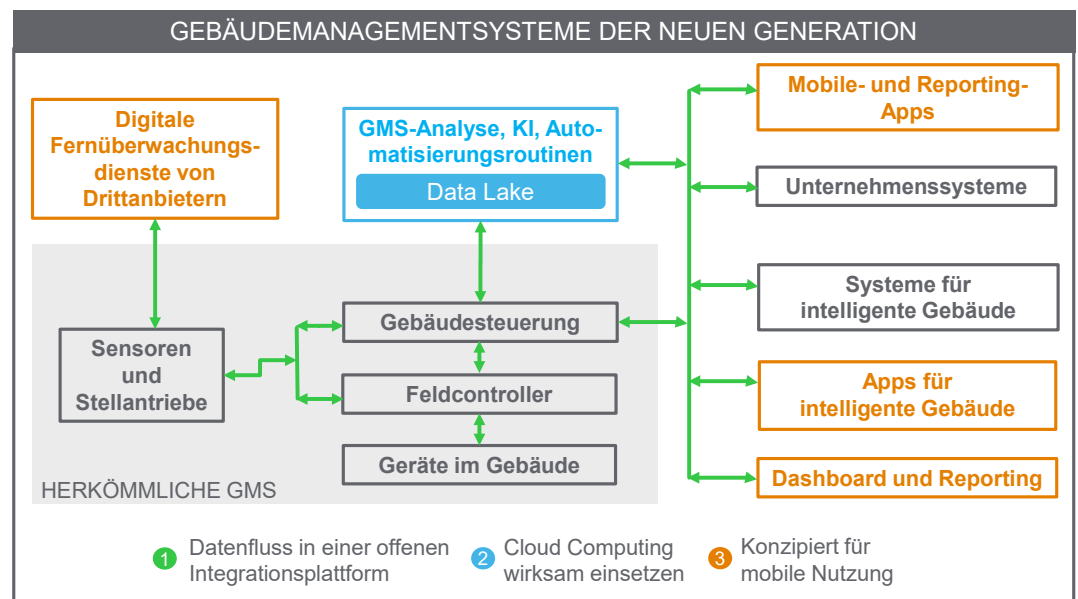 GEBÄUDEMANAGEMENTSYSTEME DER NEUEN GENERATION
Digitale
Fernüberwachungs-
dienste von
Drittanbietern
GMS-Analyse, KI, Auto-
matisierungsroutinen
Data Lake
Mobile- und Reporting-
Apps
Unternehmenssysteme
Systeme für
intelligente Gebäude
Apps für
intelligente Gebäude
Dashboard und Reporting
Sensoren
und
Stellantriebe
Gebäudesteuerung
Feldcontroller
Geräte im Gebäude
HERKÖMMLICHE GMS
1 Datenfluss in einer offenen
Integrationsplattform
2 Cloud Computing
wirksam einsetzen
3 Konzipiert für
mobile Nutzung